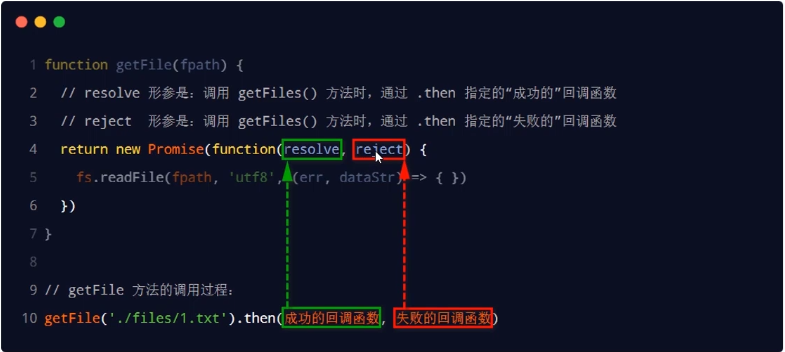 1 function getFile(fpath) {
2 // resolve 形参是：调用 getFiles() 方法时，通过 .then 指定的“成功的”回调函数
3 // reject 形参是：调用 getFiles() 方法时，通过 .then 指定的“失败的”回调函数
4 return new Promise(function(resolve, reject) {
5 fs.readFile(fpath, 'utf8', (err, dataStr) => { })
6 })
7 }
8
9 // getFile 方法的调用过程：
10 getFile('./files/1.txt').then(成功的回调函数, 失败的回调函数)